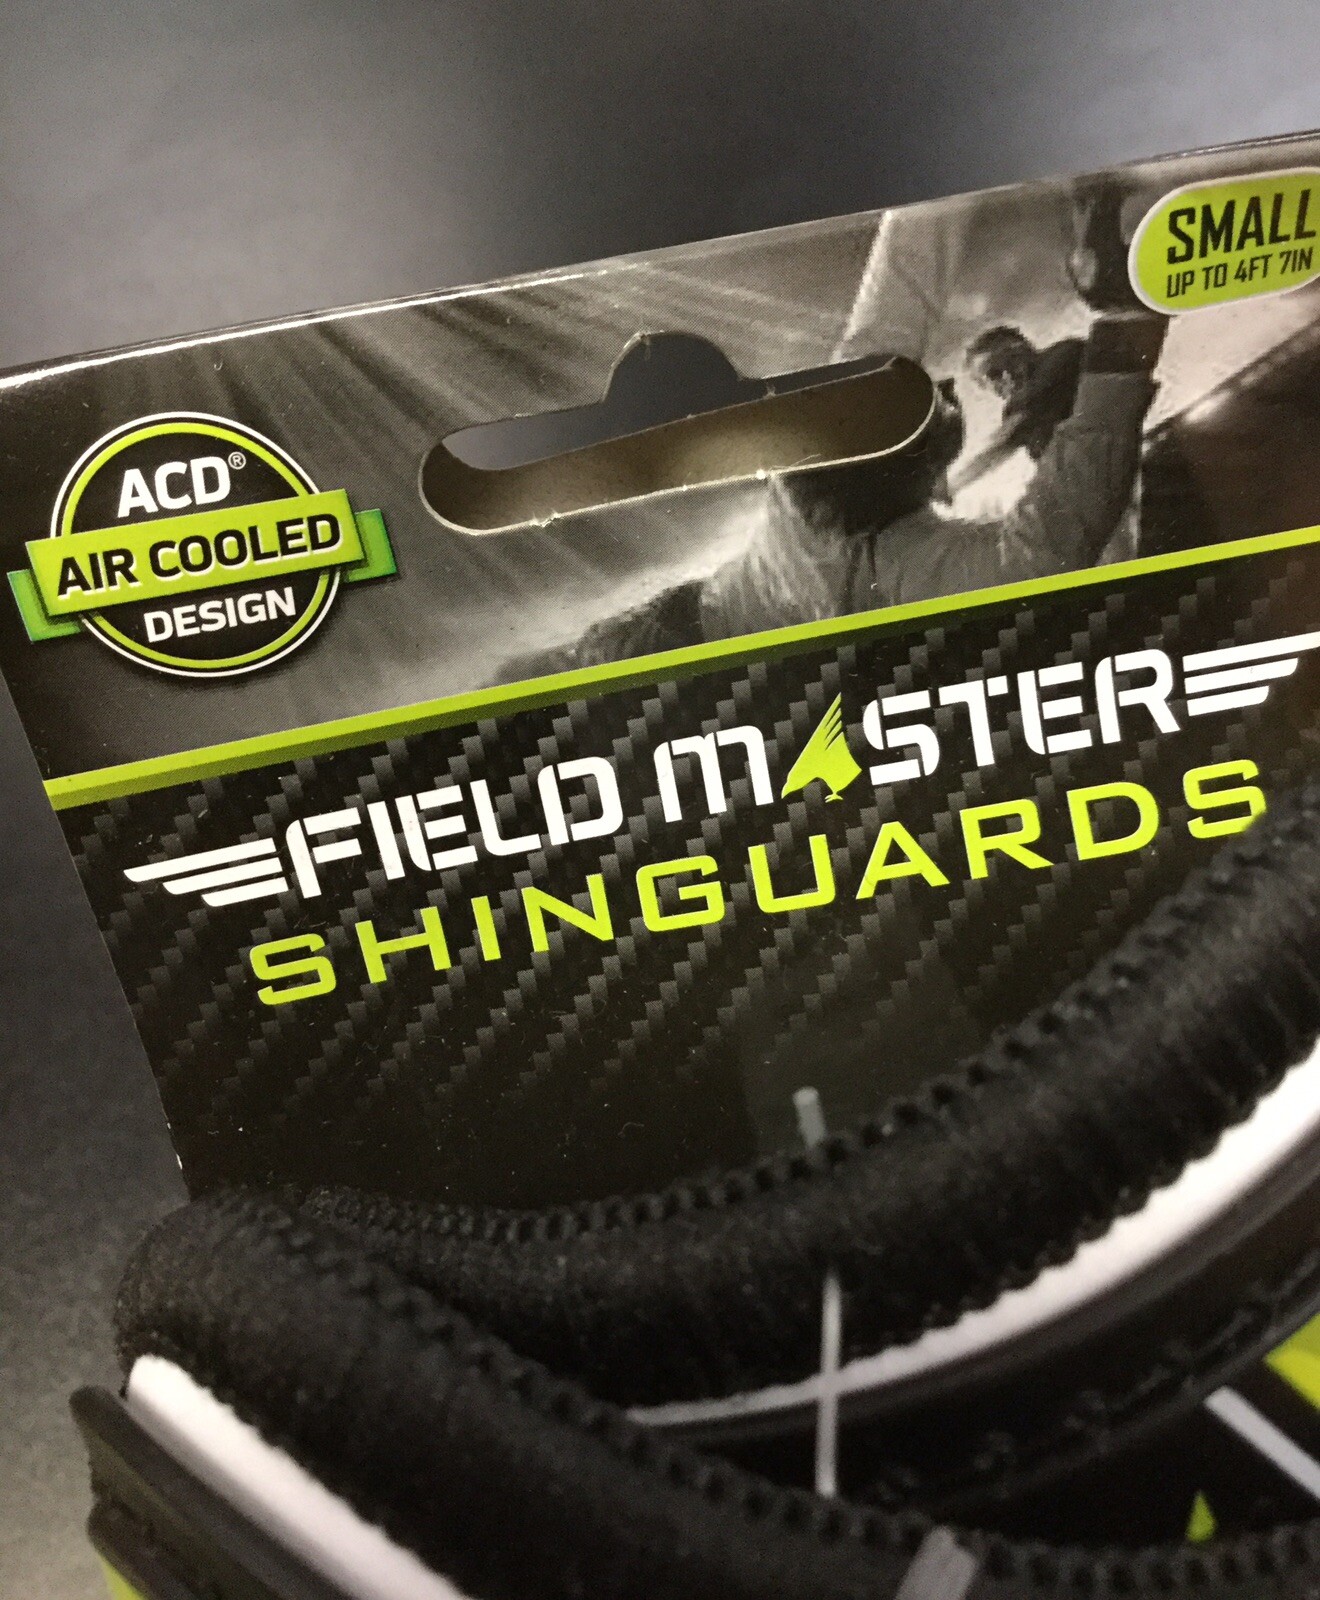 SMALL
UP TO 4FT 7IN
ACD®
AIR COOLED
DESIGN
FIELD MASTER
SHINGUARDS